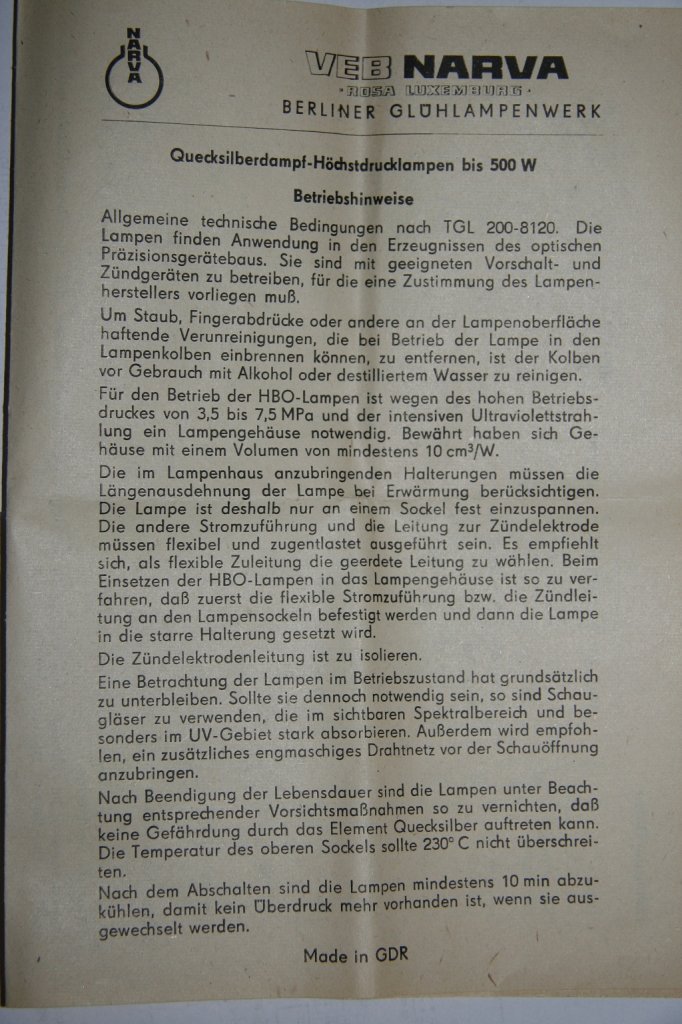 NARVA
VEB NARVA
· ROSA LUXEMBURG ·
BERLINER GLÜHLAMPENWERK
Quecksilberdampf-Höchstdrucklampen bis 500 W
Betriebshinweise
Allgemeine technische Bedingungen nach TGL 200-8120. Die
Lampen finden Anwendung in den Erzeugnissen des optischen
Präzisionsgerätebaus. Sie sind mit geeigneten Vorschalt- und
Zündgeräten zu betreiben, für die eine Zustimmung des Lampen-
herstellers vorliegen muß.
Um Staub, Fingerabdrücke oder andere an der Lampenoberfläche
haftende Verunreinigungen, die bei Betrieb der Lampe in den
Lampenkolben einbrennen können, zu entfernen, ist der Kolben
vor Gebrauch mit Alkohol oder destilliertem Wasser zu reinigen.
Für den Betrieb der HBO-Lampen ist wegen des hohen Betriebs-
druckes von 3,5 bis 7,5 MPa und der intensiven Ultraviolettstrah-
lung ein Lampengehäuse notwendig. Bewährt haben sich Ge-
häuse mit einem Volumen von mindestens 10 cm³/W.
Die im Lampenhaus anzubringenden Halterungen müssen die
Längenausdehnung der Lampe bei Erwärmung berücksichtigen.
Die Lampe ist deshalb nur an einem Sockel fest einzuspannen.
Die andere Stromzuführung und die Leitung zur Zündelektrode
müssen flexibel und zugentlastet ausgeführt sein. Es empfiehlt
sich, als flexible Zuleitung die geerdete Leitung zu wählen. Beim
Einsetzen der HBO-Lampen in das Lampengehäuse ist so zu ver-
fahren, daß zuerst die flexible Stromzuführung bzw. die Zündlei-
tung an den Lampensockeln befestigt werden und dann die Lampe
in die starre Halterung gesetzt wird.
Die Zündelektrodenleitung ist zu isolieren.
Eine Betrachtung der Lampen im Betriebszustand hat grundsätzlich
zu unterbleiben. Sollte sie dennoch notwendig sein, so sind Schau-
gläser zu verwenden, die im sichtbaren Spektralbereich und be-
sonders im UV-Gebiet stark absorbieren. Außerdem wird empfoh-
len, ein zusätzliches engmaschiges Drahtnetz vor der Schauöffnung
anzubringen.
Nach Beendigung der Lebensdauer sind die Lampen unter Beach-
tung entsprechender Vorsichtsmaßnahmen so zu vernichten, daß
keine Gefährdung durch das Element Quecksilber auftreten kann.
Die Temperatur des oberen Sockels sollte 230° C nicht überschrei-
ten.
Nach dem Abschalten sind die Lampen mindestens 10 min abzu-
kühlen, damit kein Überdruck mehr vorhanden ist, wenn sie aus-
gewechselt werden.
Made in GDR